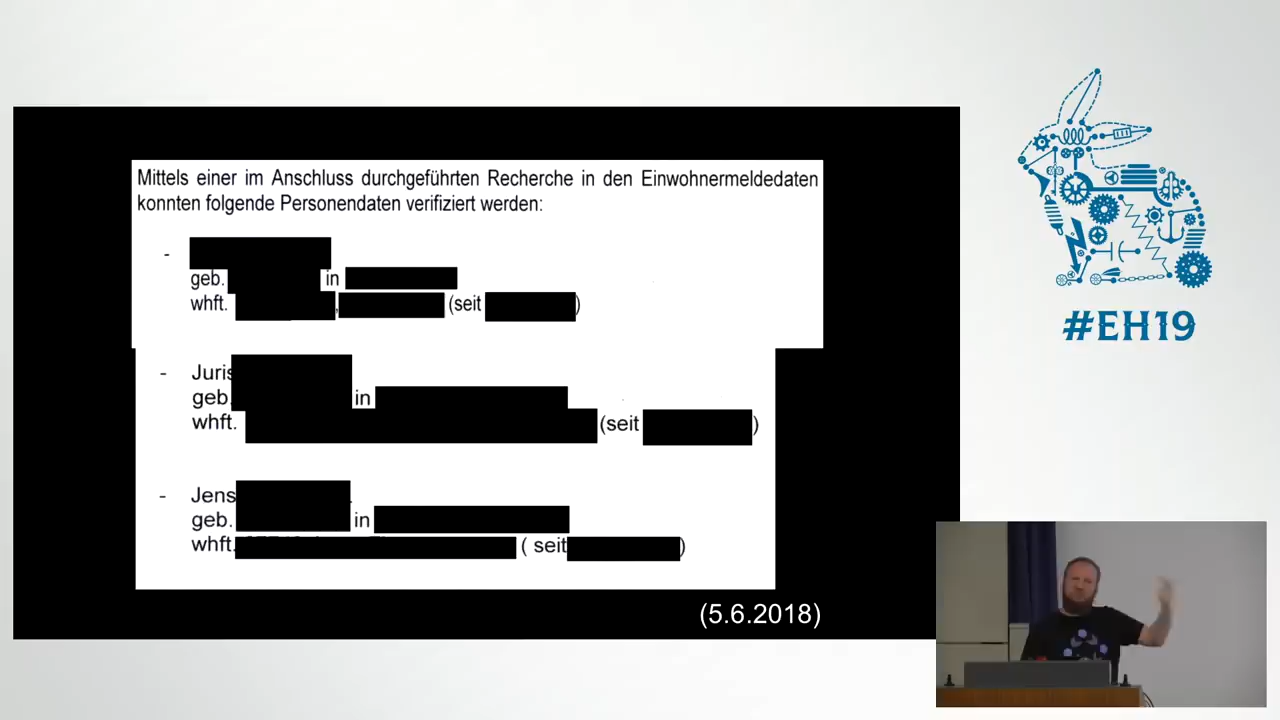 Mittels einer im Anschluss durchgeführten Recherche in den Einwohnermeldedaten
konnten folgende Personendaten verifiziert werden:
-
geb. in
whft. , (seit )
- Juris
geb. in
whft. (seit )
- Jens
geb. in
whft. ( seit )
(5.6.2018)
#EH19